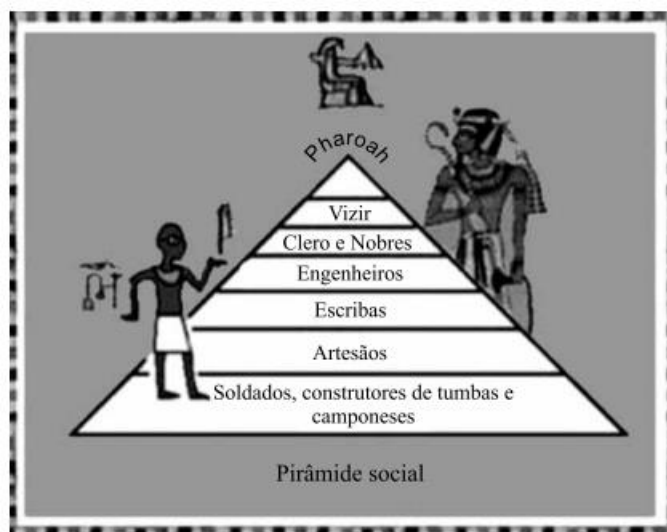 Pharoah
Vizir
Clero e Nobres
Engenheiros
Escribas
Artesãos
Soldados, construtores de tumbas e
camponeses
Pirâmide social